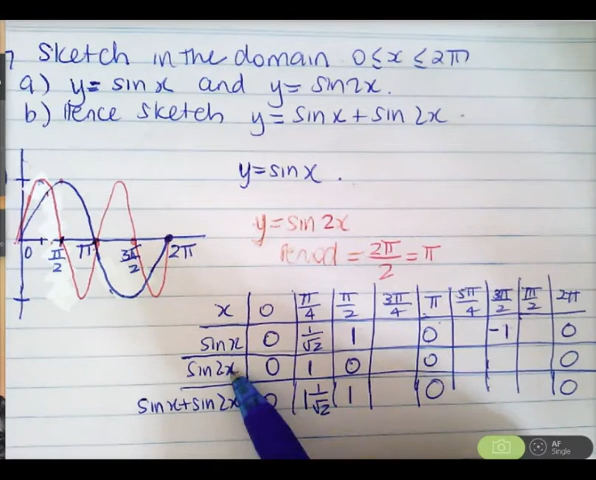 Sketch in the domain 0 ≤ x ≤ 2π
a) y = sin x and y = sin 2x.
b) Hence sketch y = sin x + sin 2x.
y = sin x.
y = sin 2x
Period = 2π/2 = π
0 π/2 π 3π/2 2π
x 0 π/4 π/2 3π/4 π 5π/4 3π/2 π/2 2π
sin x 0 1/√2 1 0 -1 0
sin 2x 0 1 0 0 0
sin x + sin 2x 0 1 1/√2 1 0 0
AF
Single